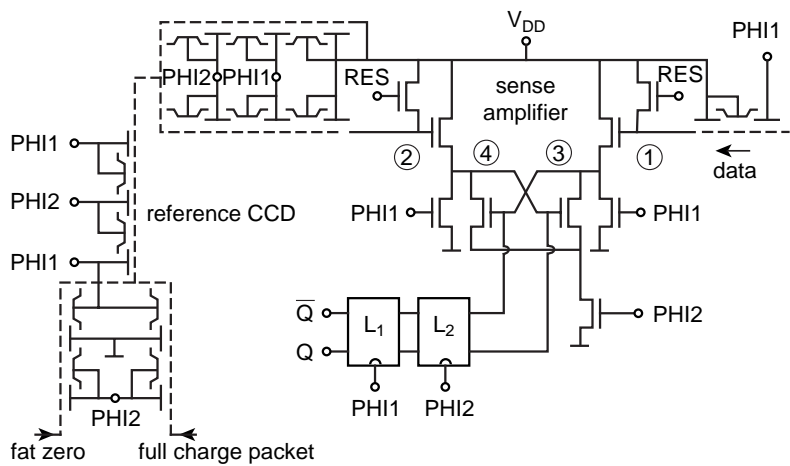 V_DD
PHI1
PHI2 PHI1
RES
sense
amplifier
RES
PHI1
② ④ ③ ①
data
PHI2
reference CCD
PHI1 PHI1
PHI1
Q̅ L₁ L₂
PHI2
Q
PHI1 PHI2
PHI2
fat zero full charge packet